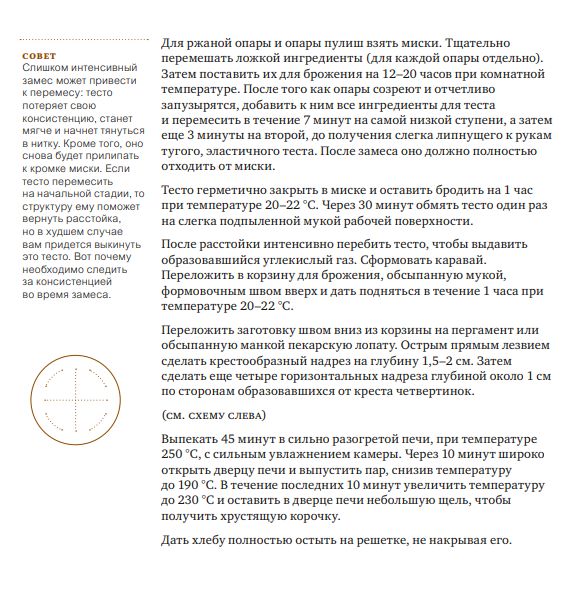 СОВЕТ
Слишком интенсивный
замес может привести
к перемесу: тесто
потеряет свою
консистенцию, станет
мягче и начнет тянуться
в нитку. Кроме того, оно
снова будет прилипать
к кромке миски. Если
тесто перемесить
на начальной стадии, то
структуру ему поможет
вернуть расстойка,
но в худшем случае
вам придется выкинуть
это тесто. Вот почему
необходимо следить
за консистенцией
во время замеса.
Для ржаной опары и опары пулиш взять миски. Тщательно
перемешать ложкой ингредиенты (для каждой опары отдельно).
Затем поставить их для брожения на 12–20 часов при комнатной
температуре. После того как опары созреют и отчетливо
запузырятся, добавить к ним все ингредиенты для теста
и перемесить в течение 7 минут на самой низкой ступени, а затем
еще 3 минуты на второй, до получения слегка липнущего к рукам
тугого, эластичного теста. После замеса оно должно полностью
отходить от миски.
Тесто герметично закрыть в миске и оставить бродить на 1 час
при температуре 20–22 °C. Через 30 минут обмять тесто один раз
на слегка подпыленной мукой рабочей поверхности.
После расстойки интенсивно перебить тесто, чтобы выдавить
образовавшийся углекислый газ. Сформовать каравай.
Переложить в корзину для брожения, обсыпанную мукой,
формовочным швом вверх и дать подняться в течение 1 часа при
температуре 20–22 °C.
Переложить заготовку швом вниз из корзины на пергамент или
обсыпанную манкой пекарскую лопату. Острым прямым лезвием
сделать крестообразный надрез на глубину 1,5–2 см. Затем
сделать еще четыре горизонтальных надреза глубиной около 1 см
по сторонам образовавшихся от креста четвертинок.
(СМ. СХЕМУ СЛЕВА)
Выпекать 45 минут в сильно разогретой печи, при температуре
250 °C, с сильным увлажнением камеры. Через 10 минут широко
открыть дверцу печи и выпустить пар, снизив температуру
до 190 °C. В течение последних 10 минут увеличить температуру
до 230 °C и оставить в дверце печи небольшую щель, чтобы
получить хрустящую корочку.
Дать хлебу полностью остыть на решетке, не накрывая его.